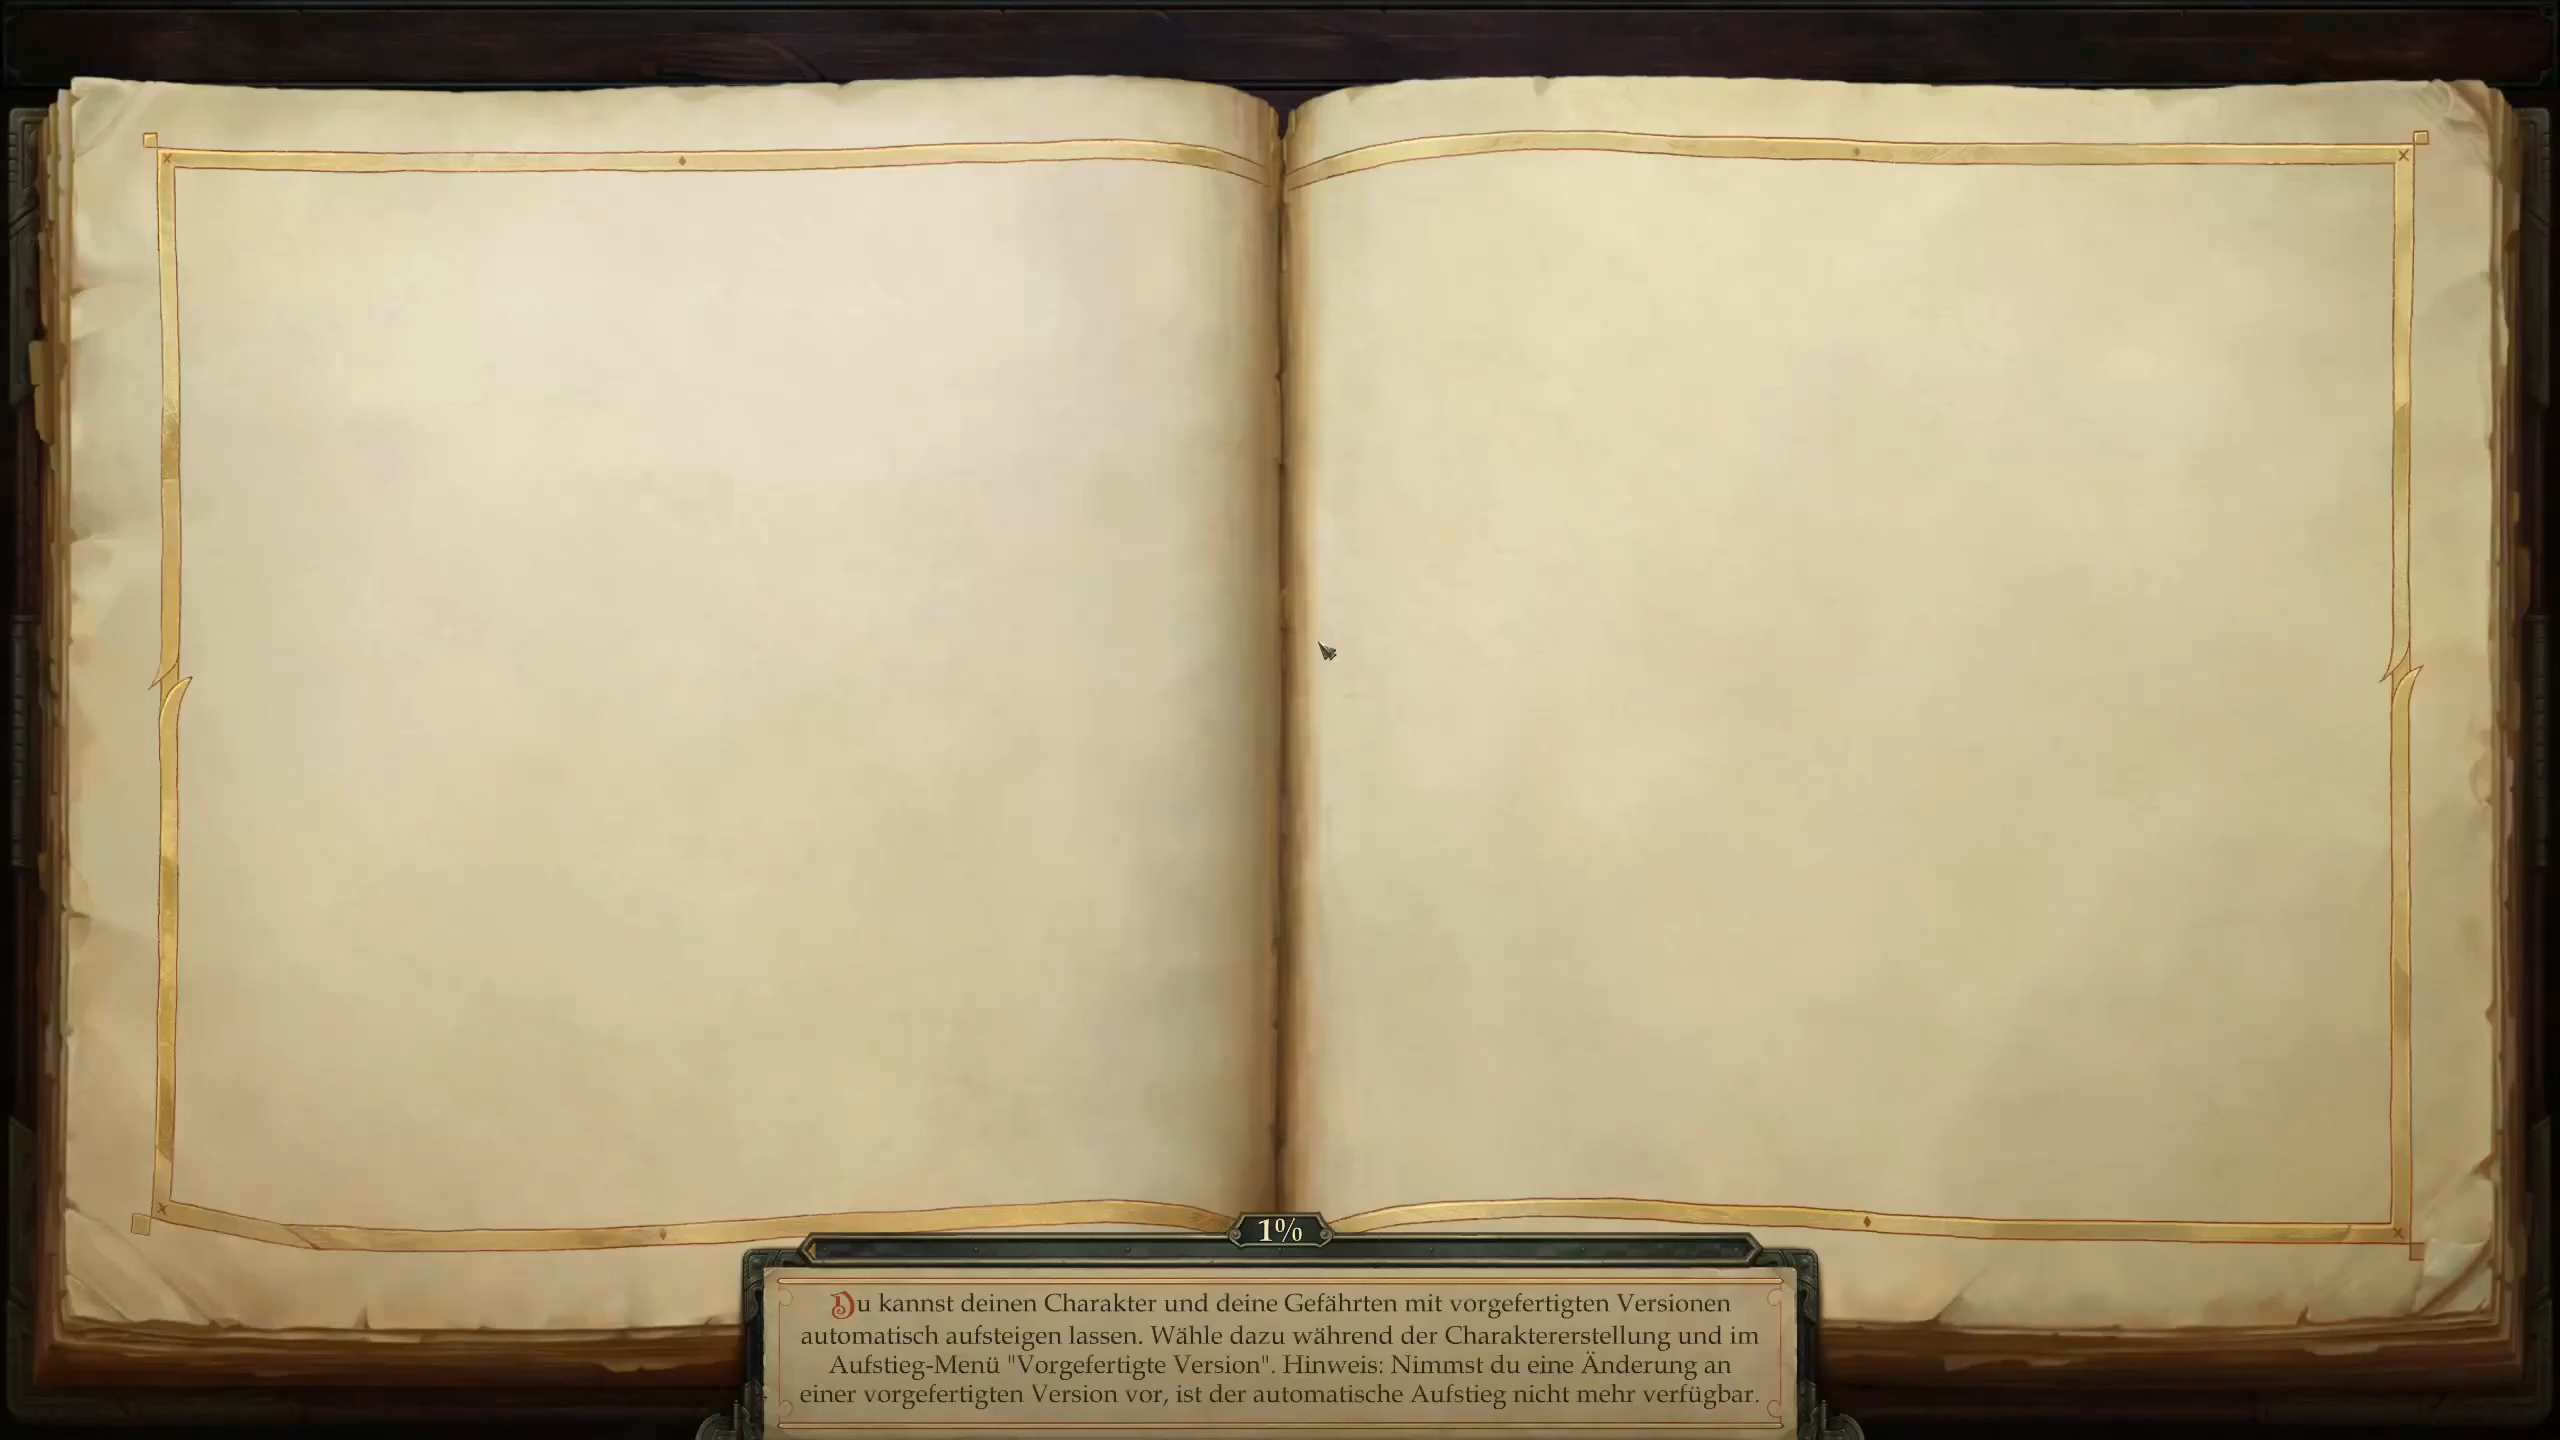 1%
Du kannst deinen Charakter und deine Gefährten mit vorgefertigten Versionen
automatisch aufsteigen lassen. Wähle dazu während der Charaktererstellung und im
Aufstieg-Menü "Vorgefertigte Version". Hinweis: Nimmst du eine Änderung an
einer vorgefertigten Version vor, ist der automatische Aufstieg nicht mehr verfügbar.